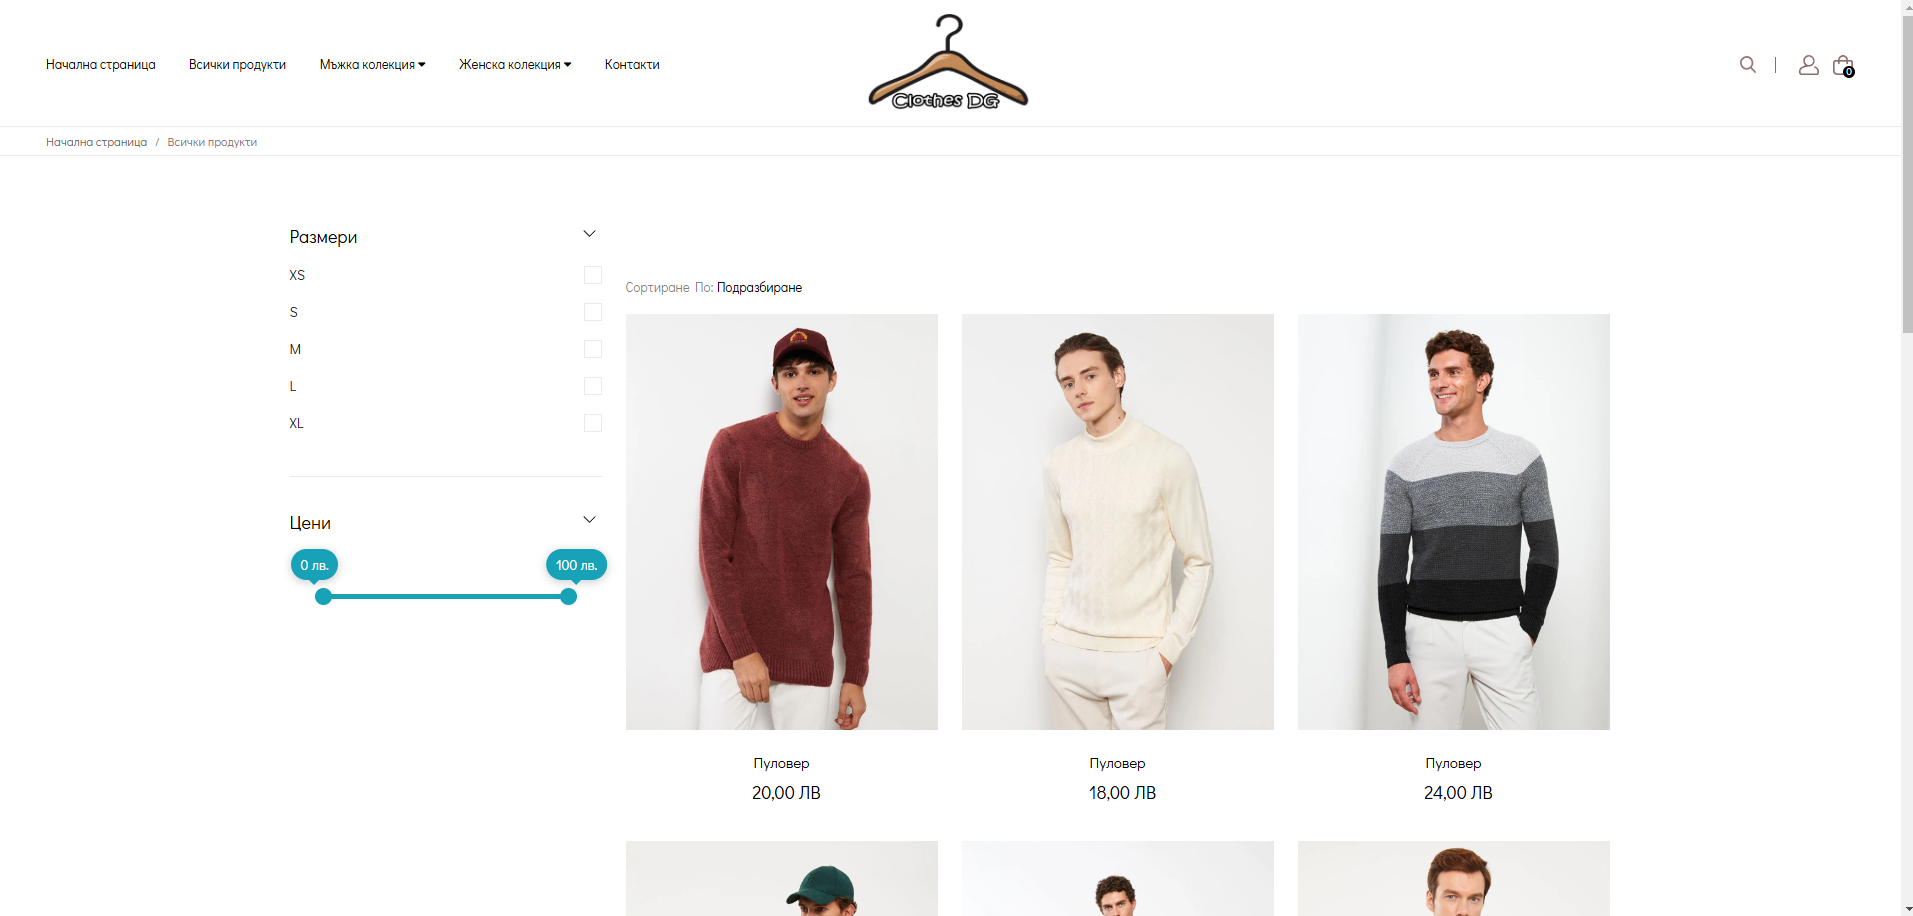 Начална страница
Всички продукти
Мъжка колекция
Женска колекция
Контакти
Clothes DG
0
Начална страница / Всички продукти
Размери
XS
S
M
L
XL
Цени
0 лв.
100 лв.
Сортиране По: Подразбиране
Пуловер
20,00 ЛВ
Пуловер
18,00 ЛВ
Пуловер
24,00 ЛВ